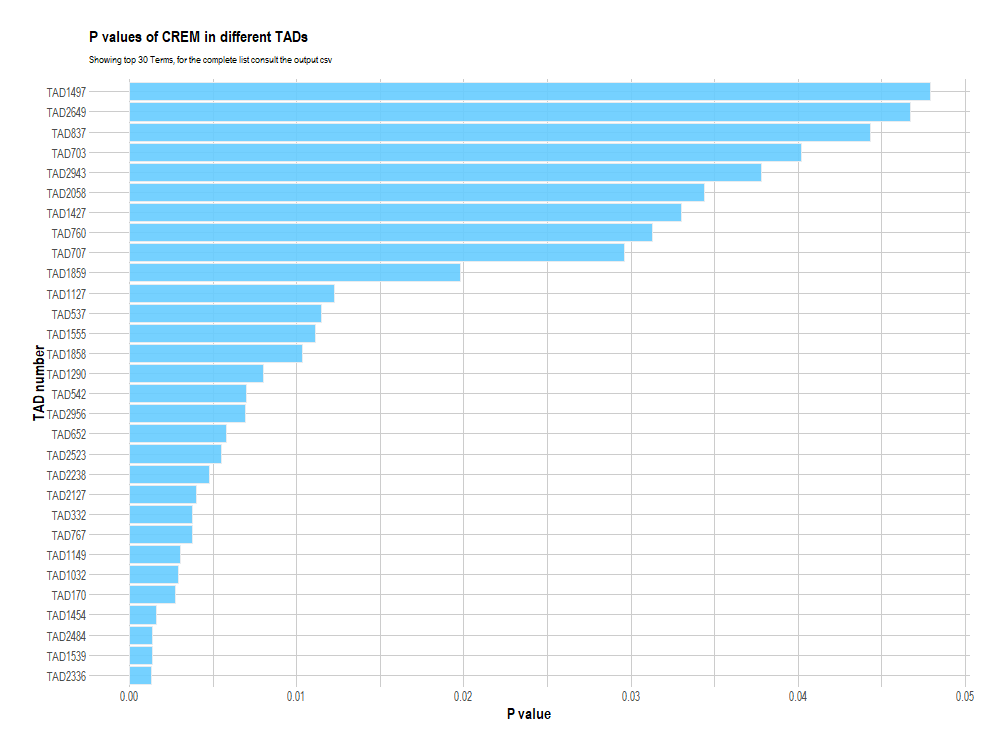 P values of CREM in different TADs
Showing top 30 Terms, for the complete list consult the output csv
TAD number
TAD1497
TAD2649
TAD837
TAD703
TAD2943
TAD2058
TAD1427
TAD760
TAD707
TAD1859
TAD1127
TAD537
TAD1555
TAD1858
TAD1290
TAD542
TAD2956
TAD652
TAD2523
TAD2238
TAD2127
TAD332
TAD767
TAD1149
TAD1032
TAD170
TAD1454
TAD2484
TAD1539
TAD2336
0.00 0.01 0.02 0.03 0.04 0.05
P value